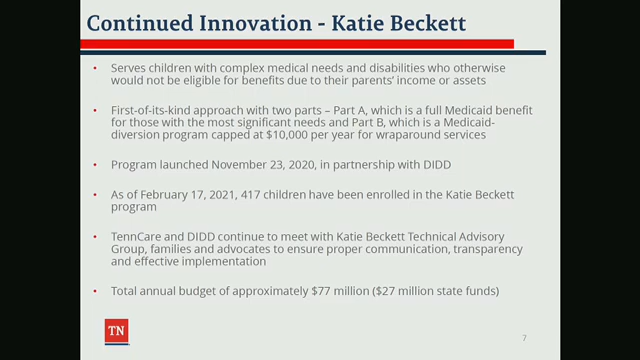 Continued Innovation - Katie Beckett
• Serves children with complex medical needs and disabilities who otherwise
would not be eligible for benefits due to their parents' income or assets
• First-of-its-kind approach with two parts – Part A, which is a full Medicaid benefit
for those with the most significant needs and Part B, which is a Medicaid-
diversion program capped at $10,000 per year for wraparound services
• Program launched November 23, 2020, in partnership with DIDD
• As of February 17, 2021, 417 children have been enrolled in the Katie Beckett
program
• TennCare and DIDD continue to meet with Katie Beckett Technical Advisory
Group, families and advocates to ensure proper communication, transparency
and effective implementation
• Total annual budget of approximately $77 million ($27 million state funds)
TN
7